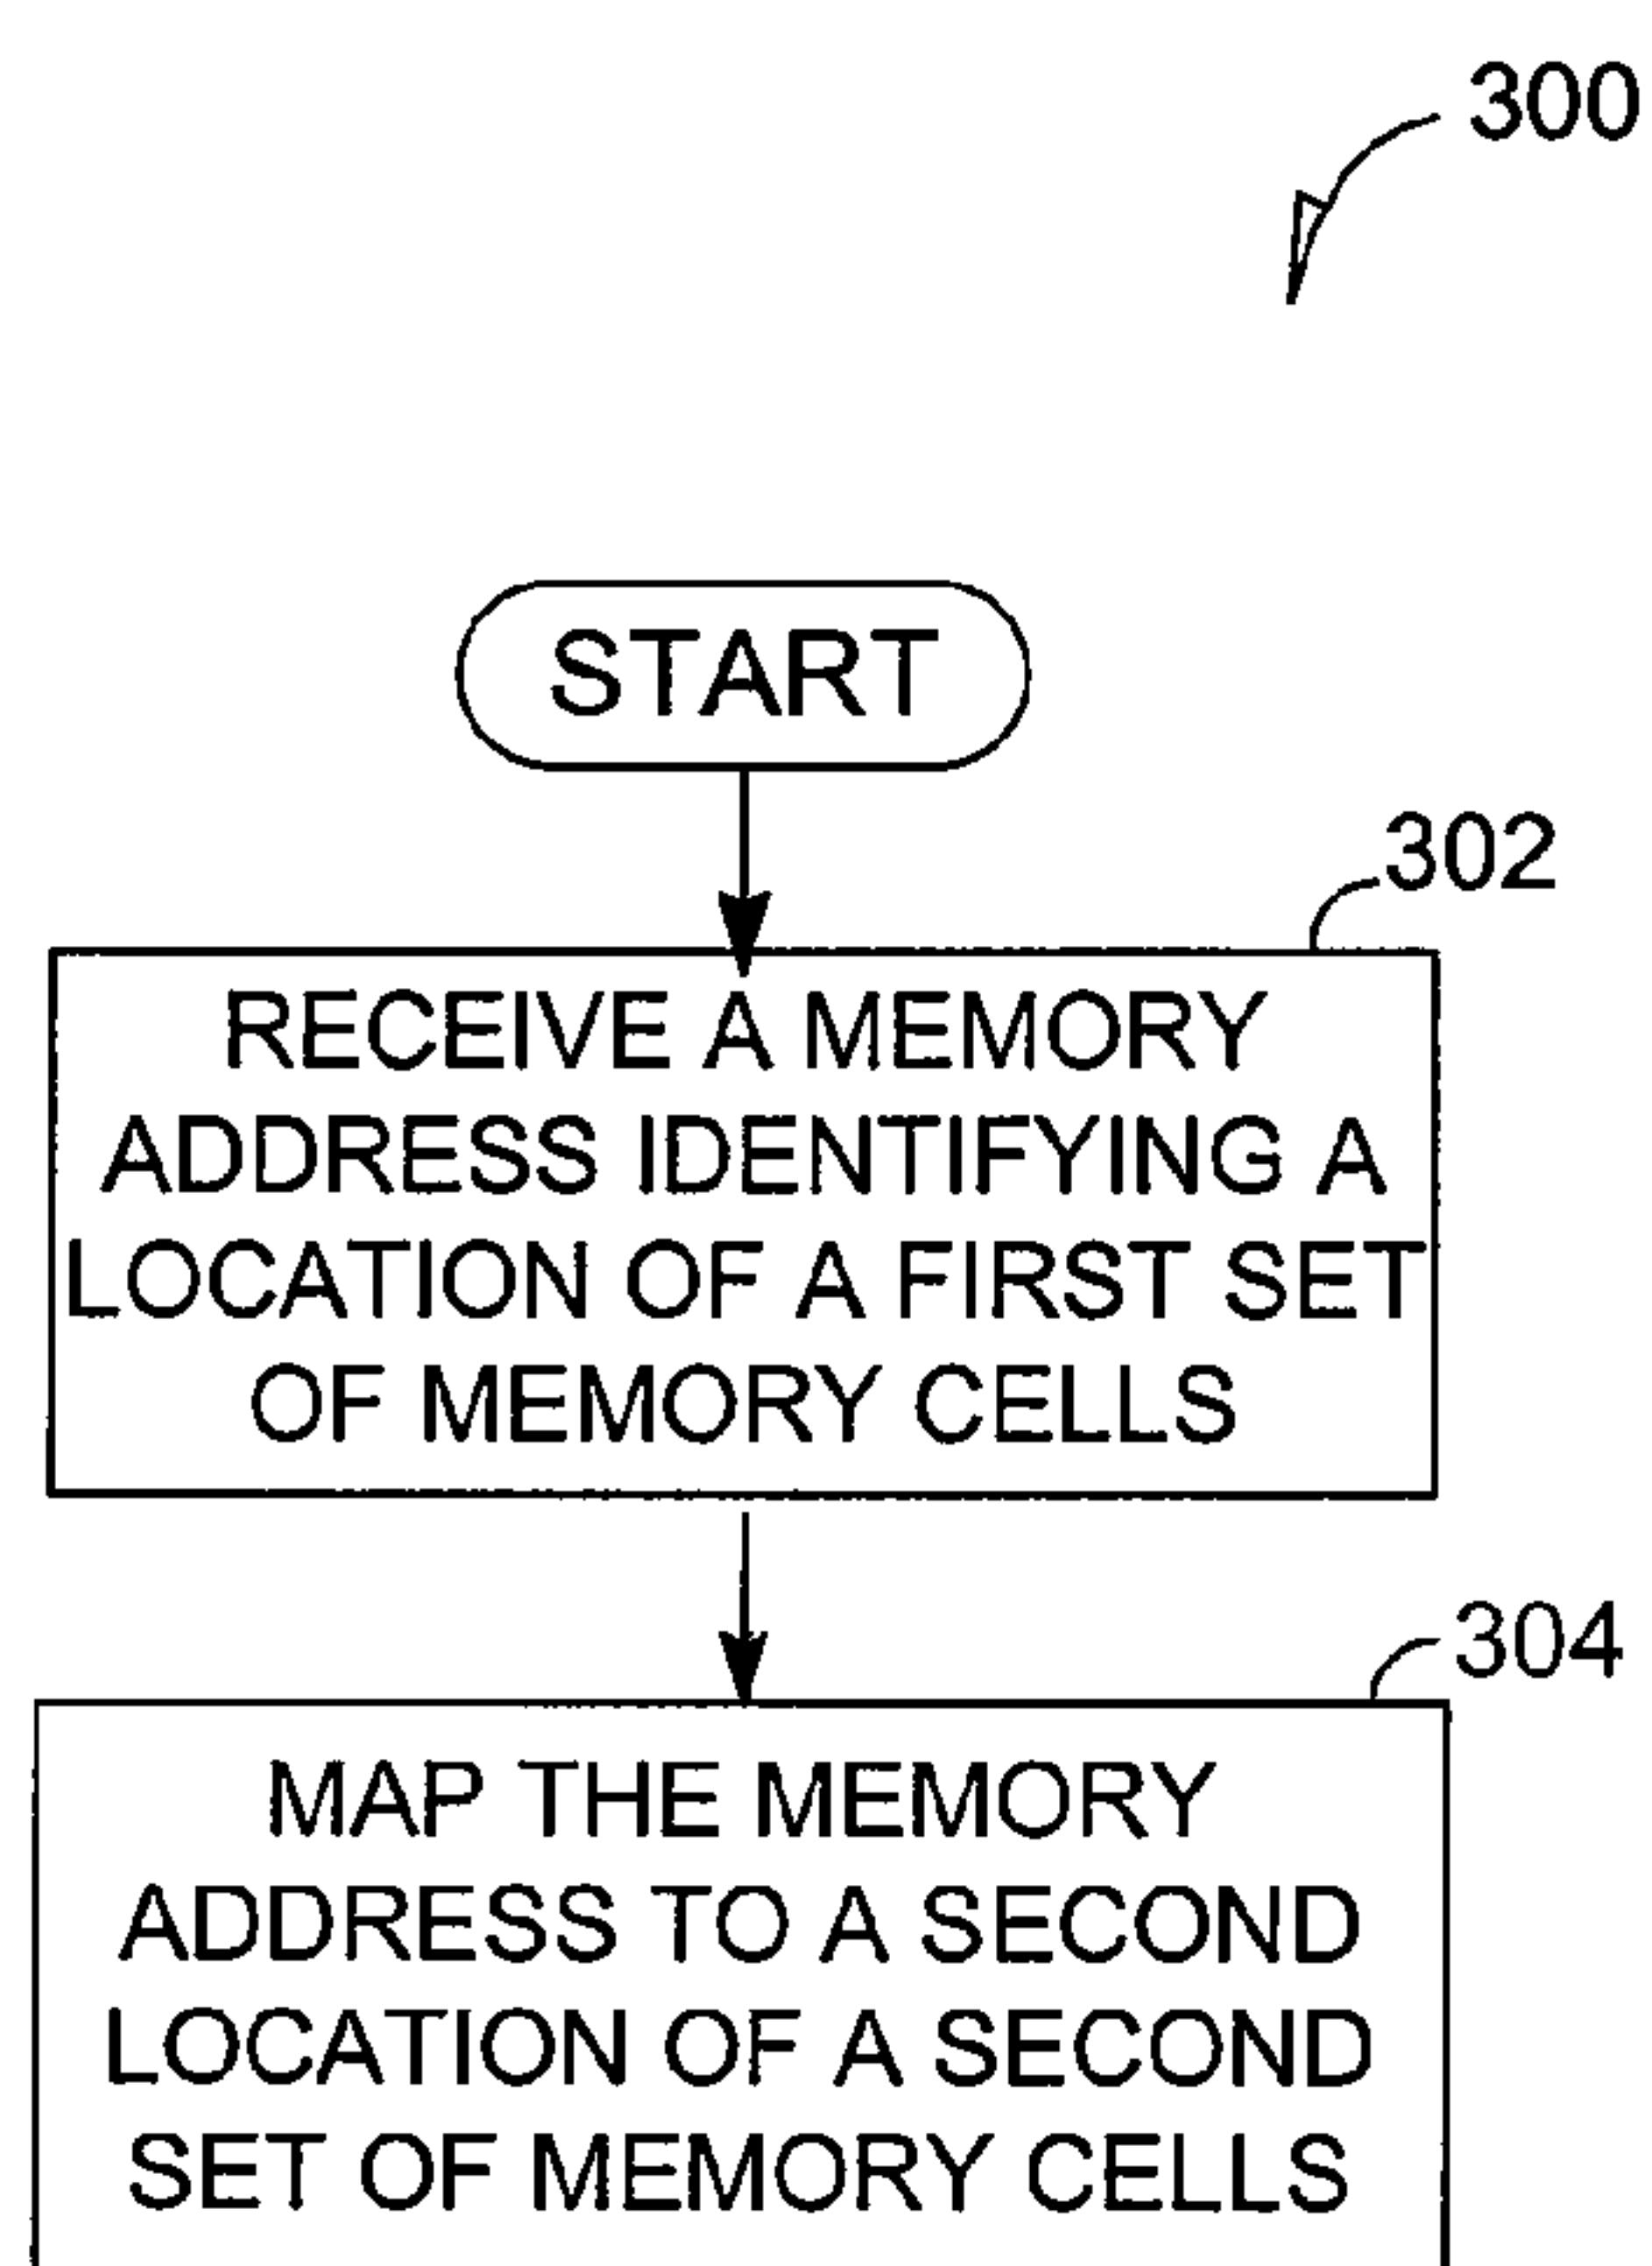 300
START
302
RECEIVE A MEMORY
ADDRESS IDENTIFYING A
LOCATION OF A FIRST SET
OF MEMORY CELLS
304
MAP THE MEMORY
ADDRESS TO A SECOND
LOCATION OF A SECOND
SET OF MEMORY CELLS